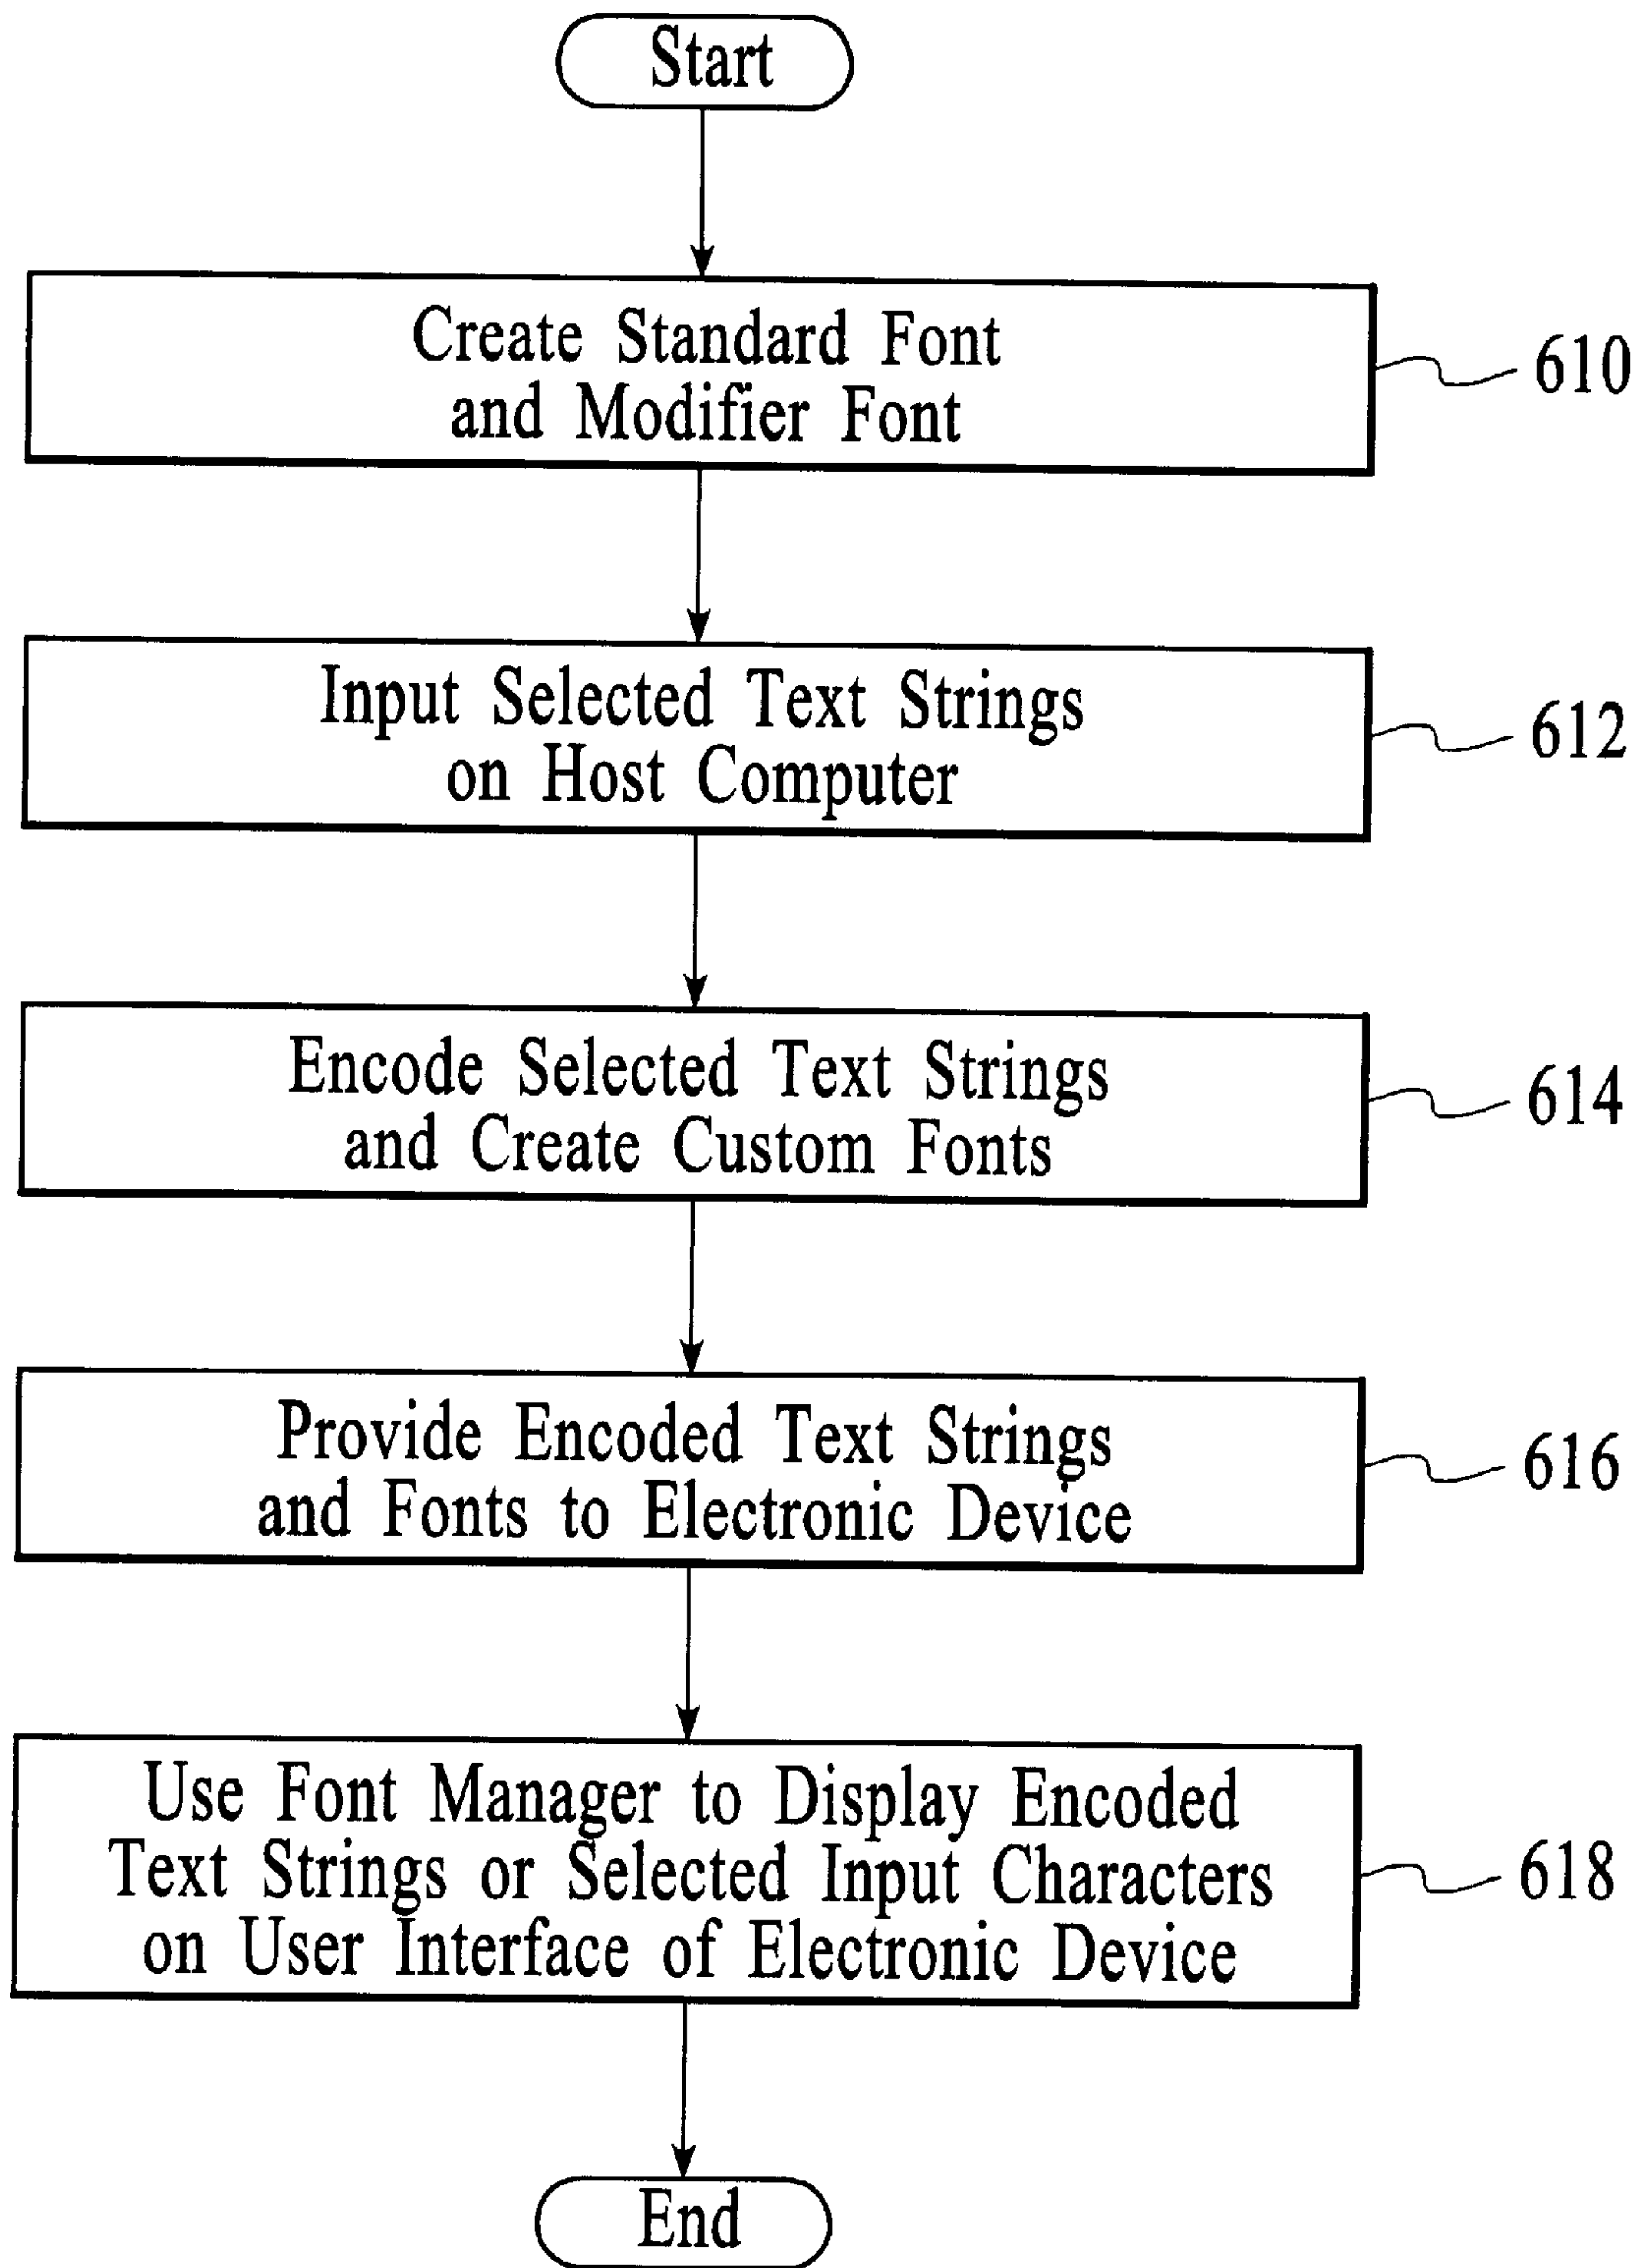 Start
Create Standard Font
and Modifier Font
610
Input Selected Text Strings
on Host Computer
612
Encode Selected Text Strings
and Create Custom Fonts
614
Provide Encoded Text Strings
and Fonts to Electronic Device
616
Use Font Manager to Display Encoded
Text Strings or Selected Input Characters
on User Interface of Electronic Device
618
End